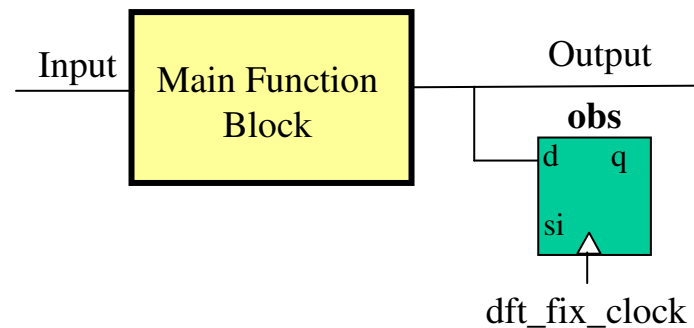 Input
Main Function
Block
Output
obs
d q
si
dft_fix_clock